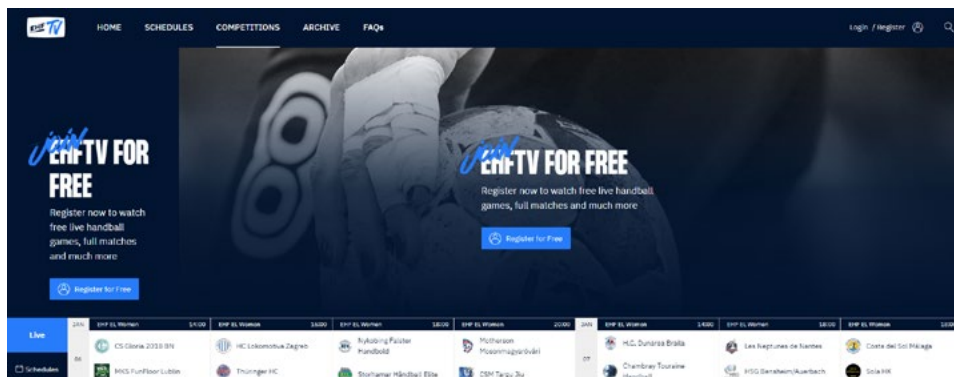 EHF TV
HOME SCHEDULES COMPETITIONS ARCHIVE FAQs
Login / Register
join
EHFTV FOR
FREE
Register now to watch
free live handball
games, full matches
and much more
Register for Free
join
EHFTV FOR FREE
Register now to watch free live handball
games, full matches and much more
Register for Free
Live
Schedules
JAN
06
EHF EL Women 14:00
CS Gloria 2018 BN
MKS FunFloor Lublin
EHF EL Women 16:00
HC Lokomotiva Zagreb
Thüringer HC
EHF EL Women 18:00
Nykobing Falster
Handbold
Storhamar Håndball Elite
EHF EL Women 20:00
Motherson
Mosonmagyaróvári
CSM Targu Jiu
JAN
07
EHF EL Women 14:00
H.C. Dunarea Braila
Chambray Touraine
Handball
EHF EL Women 18:00
Les Neptunes de Nantes
HSG Bensheim/Auerbach
EHF EL Women
Costa del Sol Málaga
Sola HK